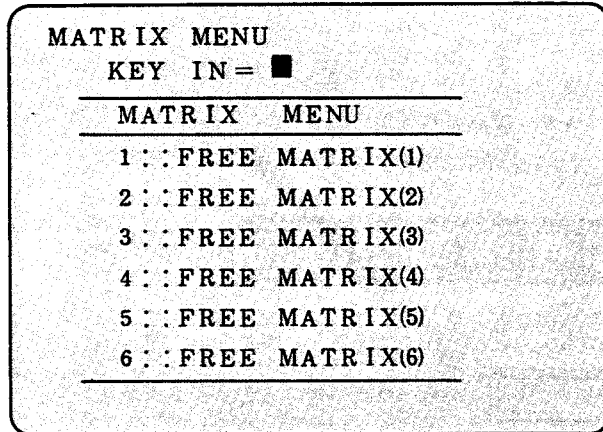 MATRIX MENU
KEY IN= ■
MATRIX MENU
1::FREE MATRIX(1)
2::FREE MATRIX(2)
3::FREE MATRIX(3)
4::FREE MATRIX(4)
5::FREE MATRIX(5)
6::FREE MATRIX(6)